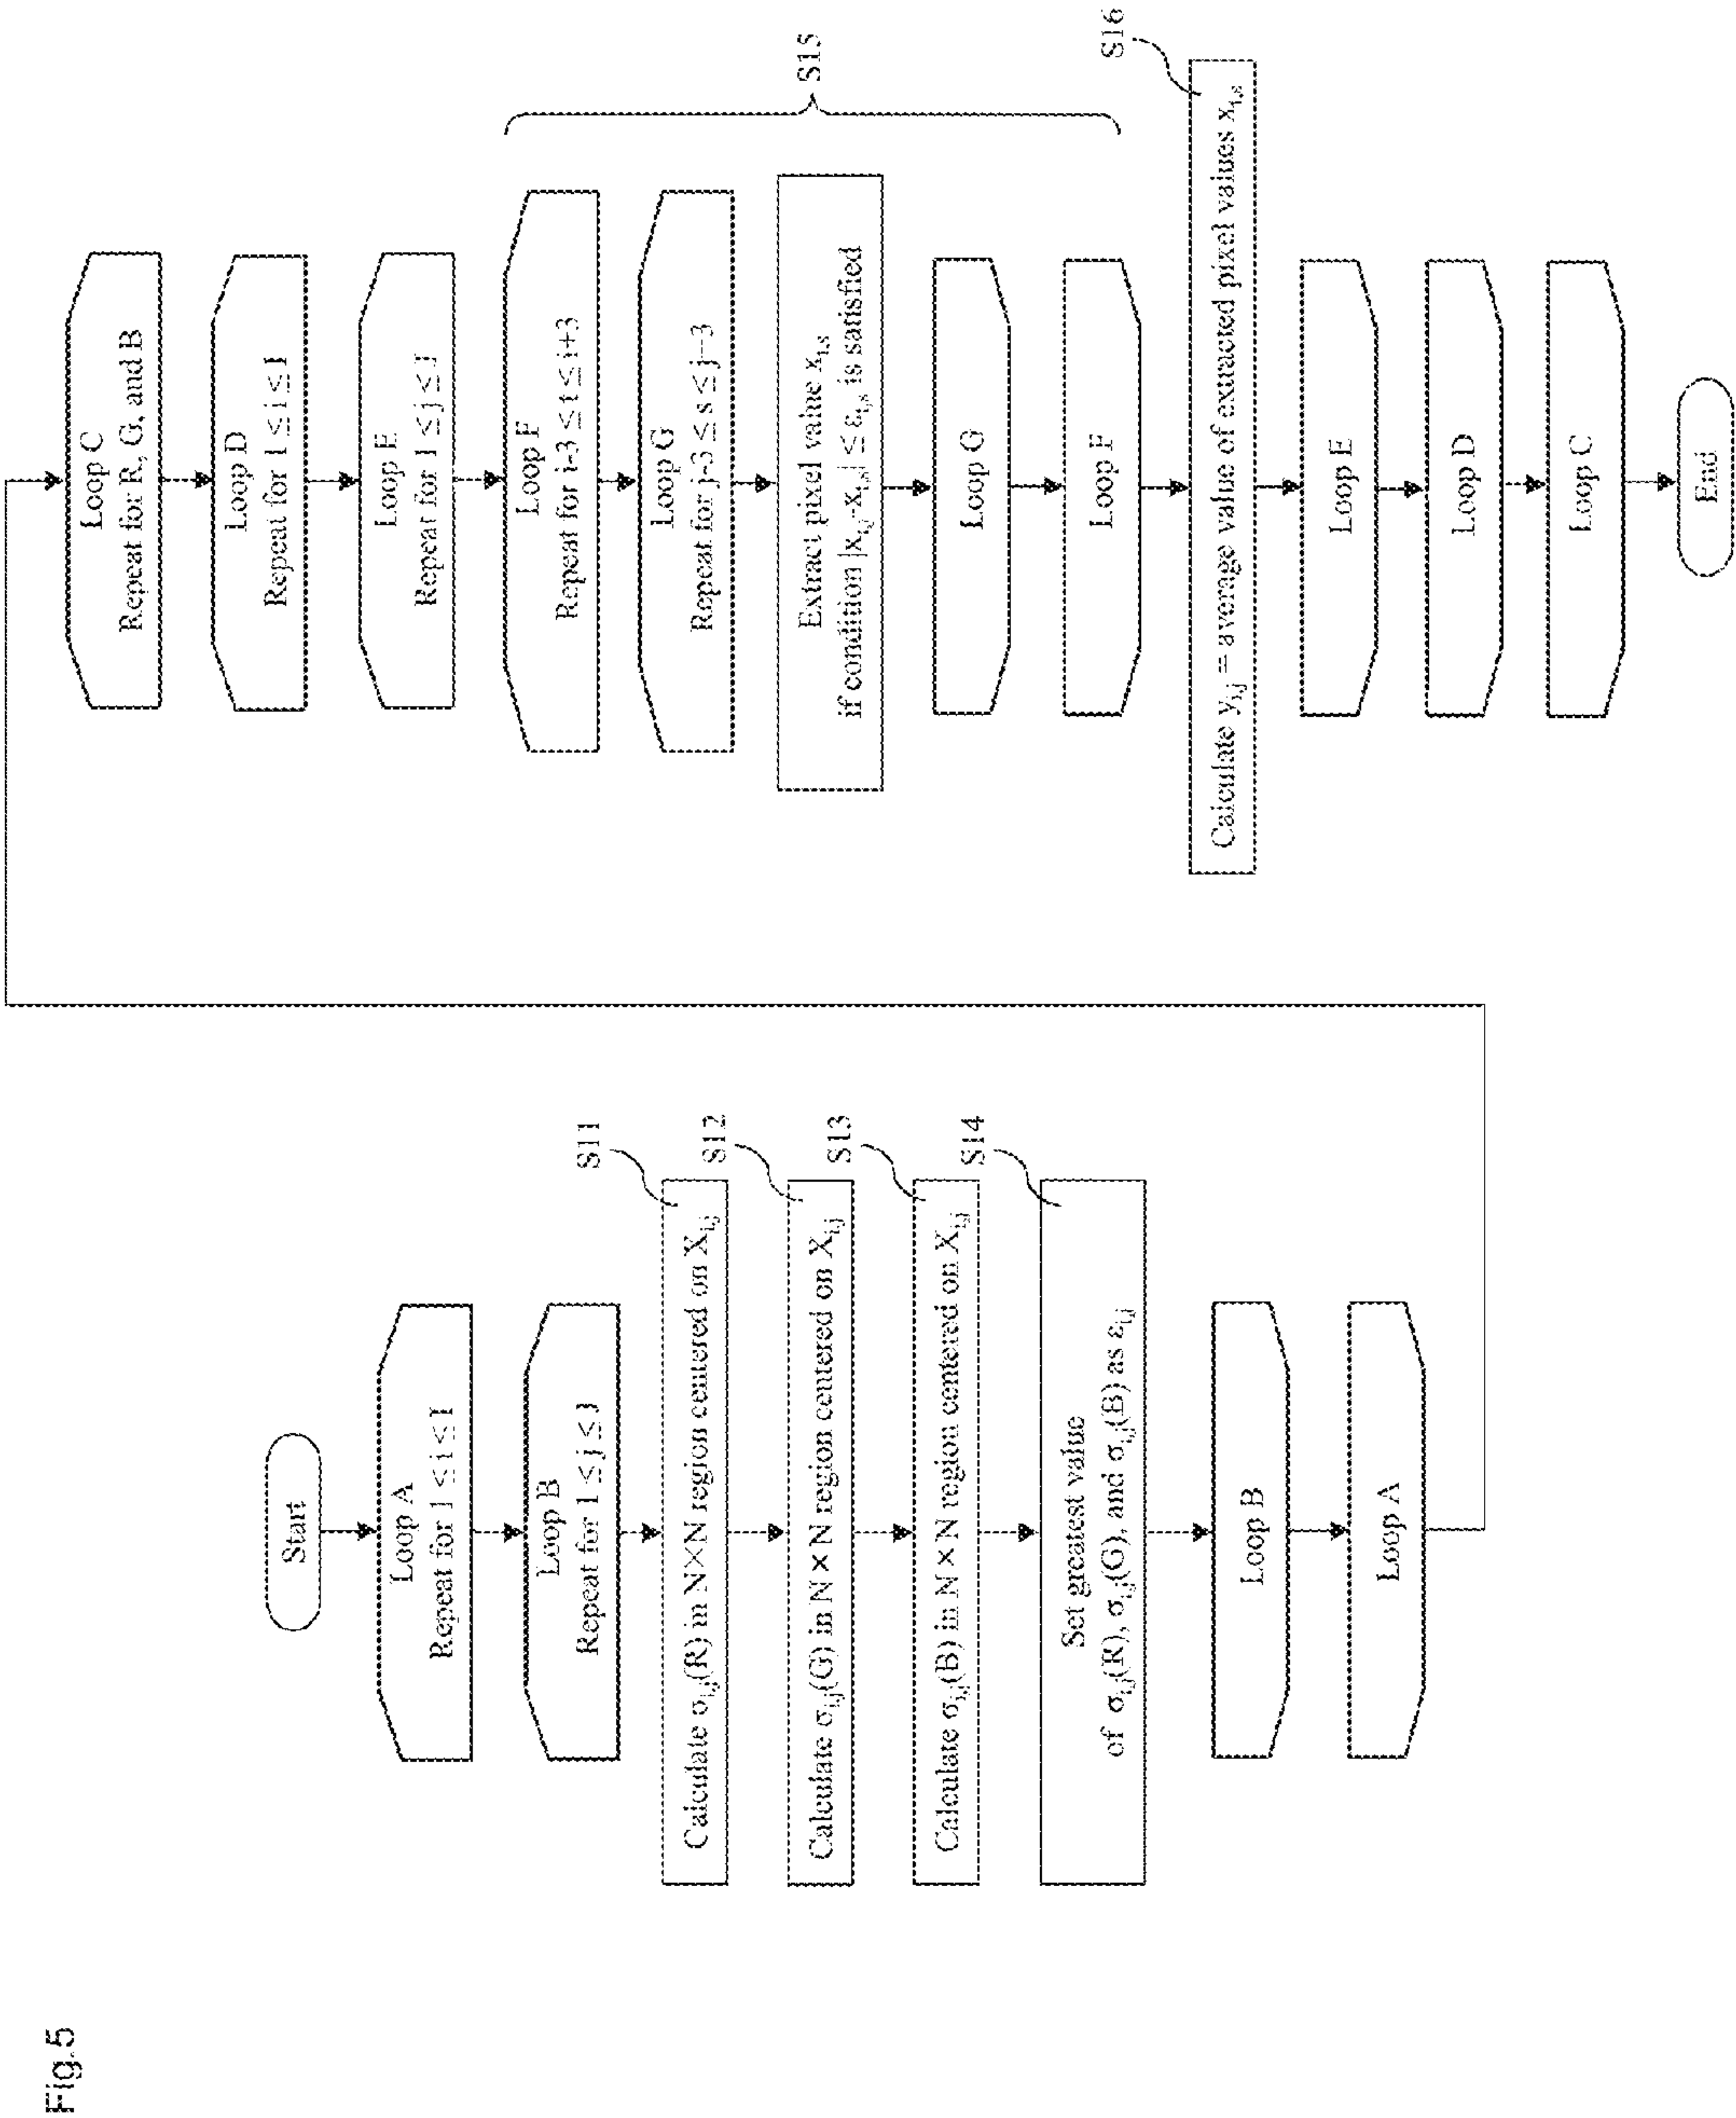 Fig.5
Start
Loop A
Repeat for 1 ≤ i ≤ I
Loop B
Repeat for 1 ≤ j ≤ J
Calculate σi,j(R) in N×N region centered on Xi,j
S11
Calculate σi,j(G) in N×N region centered on Xi,j
S12
Calculate σi,j(B) in N×N region centered on Xi,j
S13
Set greatest value
of σi,j(R), σi,j(G), and σi,j(B) as εi,j
S14
Loop B
Loop A
Loop C
Repeat for R, G, and B
Loop D
Repeat for 1 ≤ i ≤ I
Loop E
Repeat for 1 ≤ j ≤ J
Loop F
Repeat for i-3 ≤ t ≤ i+3
Loop G
Repeat for j-3 ≤ s ≤ j+3
Extract pixel value xt,s
if condition |xi,j-xt,s| ≤ εt,s is satisfied
Loop G
Loop F
S15
Calculate yi,j = average value of extracted pixel values xt,s
S16
Loop E
Loop D
Loop C
End